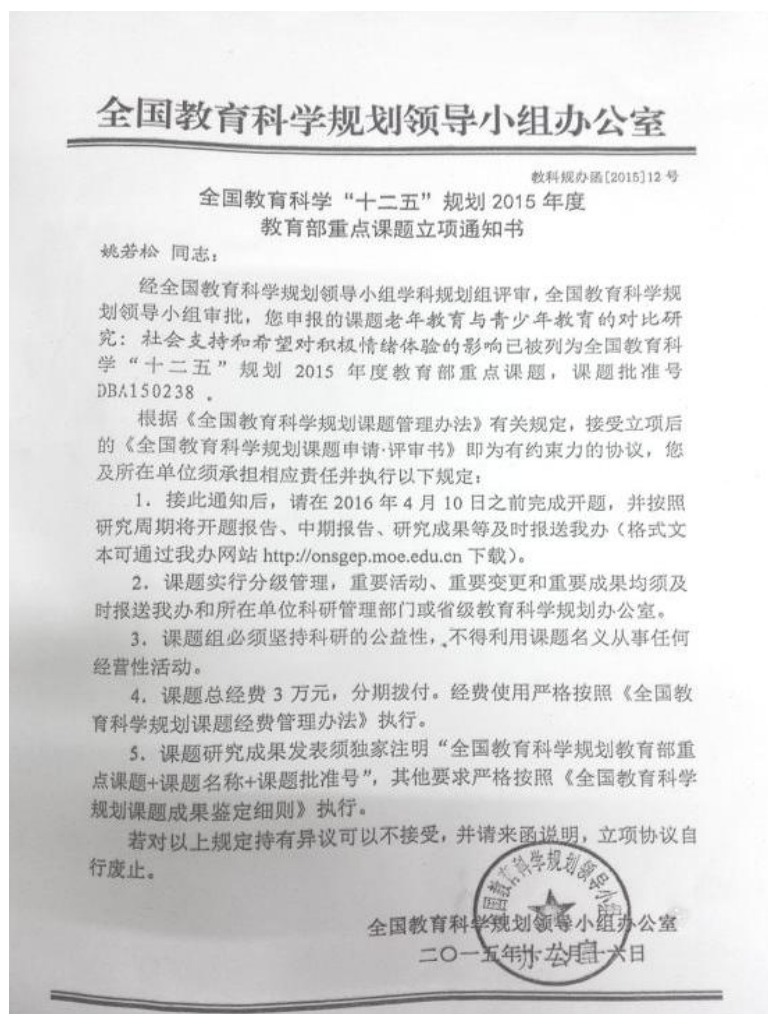 全国教育科学规划领导小组办公室
教科规办函[2015]12号
全国教育科学“十二五”规划 2015 年度
教育部重点课题立项通知书
姚若松 同志：
经全国教育科学规划领导小组学科规划组评审，全国教育科学规
划领导小组审批，您申报的课题老年教育与青少年教育的对比研
究：社会支持和希望对积极情绪体验的影响已被列为全国教育科
学“十二五”规划 2015 年度教育部重点课题，课题批准号
DBA150238 。
根据《全国教育科学规划课题管理办法》有关规定，接受立项后
的《全国教育科学规划课题申请·评审书》即为有约束力的协议，您
及所在单位须承担相应责任并执行以下规定：
1．接此通知后，请在 2016 年 4 月 10 日之前完成开题，并按照
研究周期将开题报告、中期报告、研究成果等及时报送我办（格式文
本可通过我办网站 http://onsgep.moe.edu.cn 下载）。
2．课题实行分级管理，重要活动、重要变更和重要成果均须及
时报送我办和所在单位科研管理部门或省级教育科学规划办公室。
3．课题组必须坚持科研的公益性，不得利用课题名义从事任何
经营性活动。
4．课题总经费 3 万元，分期拨付。经费使用严格按照《全国教
育科学规划课题经费管理办法》执行。
5．课题研究成果发表须独家注明“全国教育科学规划教育部重
点课题+课题名称+课题批准号”，其他要求严格按照《全国教育科学
规划课题成果鉴定细则》执行。
若对以上规定持有异议可以不接受，并请来函说明，立项协议自
行废止。
全国教育科学规划领导小组
办公室
全国教育科学规划领导小组办公室
二〇一五年十二月十六日